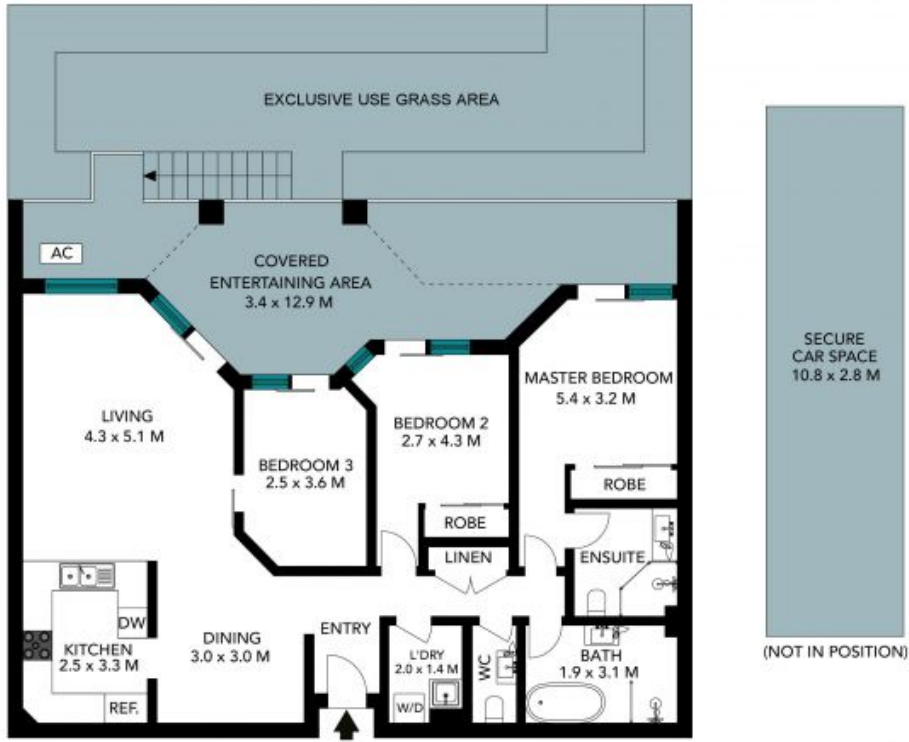 EXCLUSIVE USE GRASS AREA
AC
COVERED
ENTERTAINING AREA
3.4 x 12.9 M
SECURE
CAR SPACE
10.8 x 2.8 M
(NOT IN POSITION)
LIVING
4.3 x 5.1 M
BEDROOM 3
2.5 x 3.6 M
BEDROOM 2
2.7 x 4.3 M
ROBE
MASTER BEDROOM
5.4 x 3.2 M
ROBE
LINEN
ENSUITE
DW
KITCHEN
2.5 x 3.3 M
REF.
DINING
3.0 x 3.0 M
ENTRY
L'DRY
2.0 x 1.4 M
W/D
WC
BATH
1.9 x 3.1 M